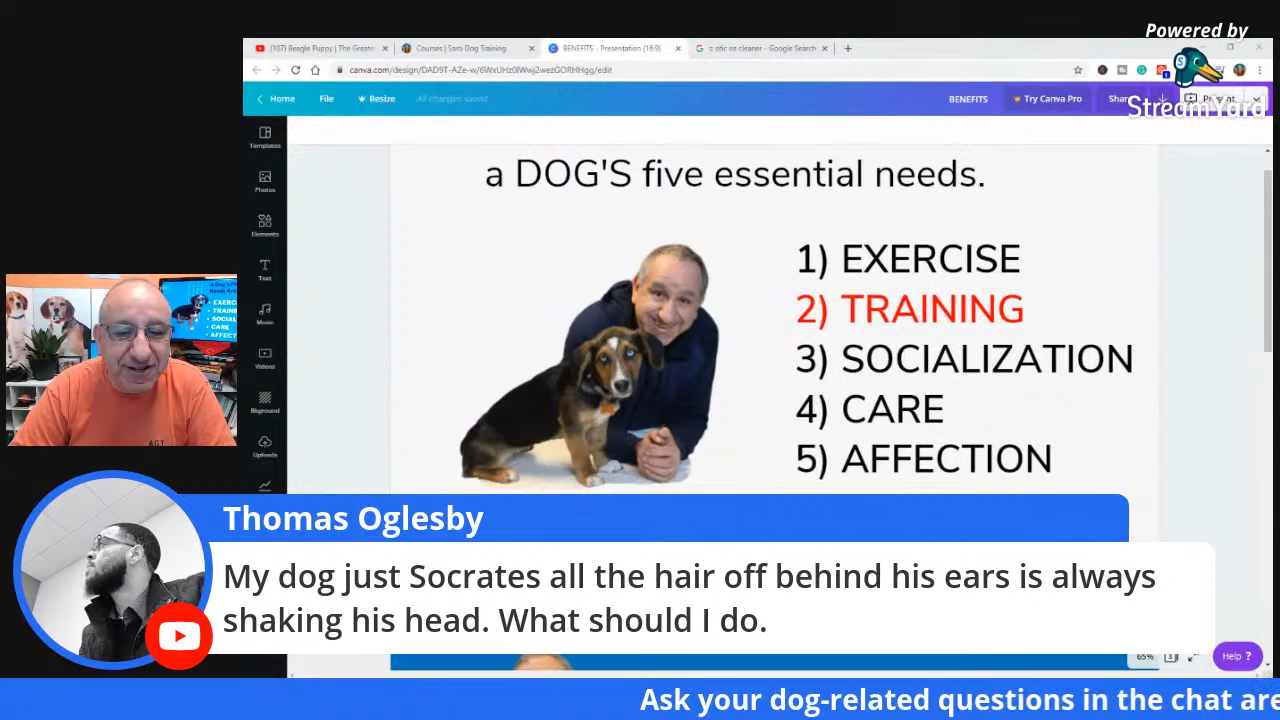 Powered by
StreamYard
(107) Beagle Puppy | The Greate
Courses | Saro Dog Training
BENEFITS - Presentation (16:9)
a otic ea cleaner - Google Search
canva.com/design/DAD9T-AZe-w/6WxUHz0lWwj2wezGORHHgg/edit
Home
File
Resize
All changes saved
BENEFITS
Try Canva Pro
Templates
Photos
Elements
Text
Music
Videos
Bkground
Uploads
a DOG'S five essential needs.
1) EXERCISE
2) TRAINING
3) SOCIALIZATION
4) CARE
5) AFFECTION
Thomas Oglesby
My dog just Socrates all the hair off behind his ears is always
shaking his head. What should I do.
65%
Help ?
Ask your dog-related questions in the chat are